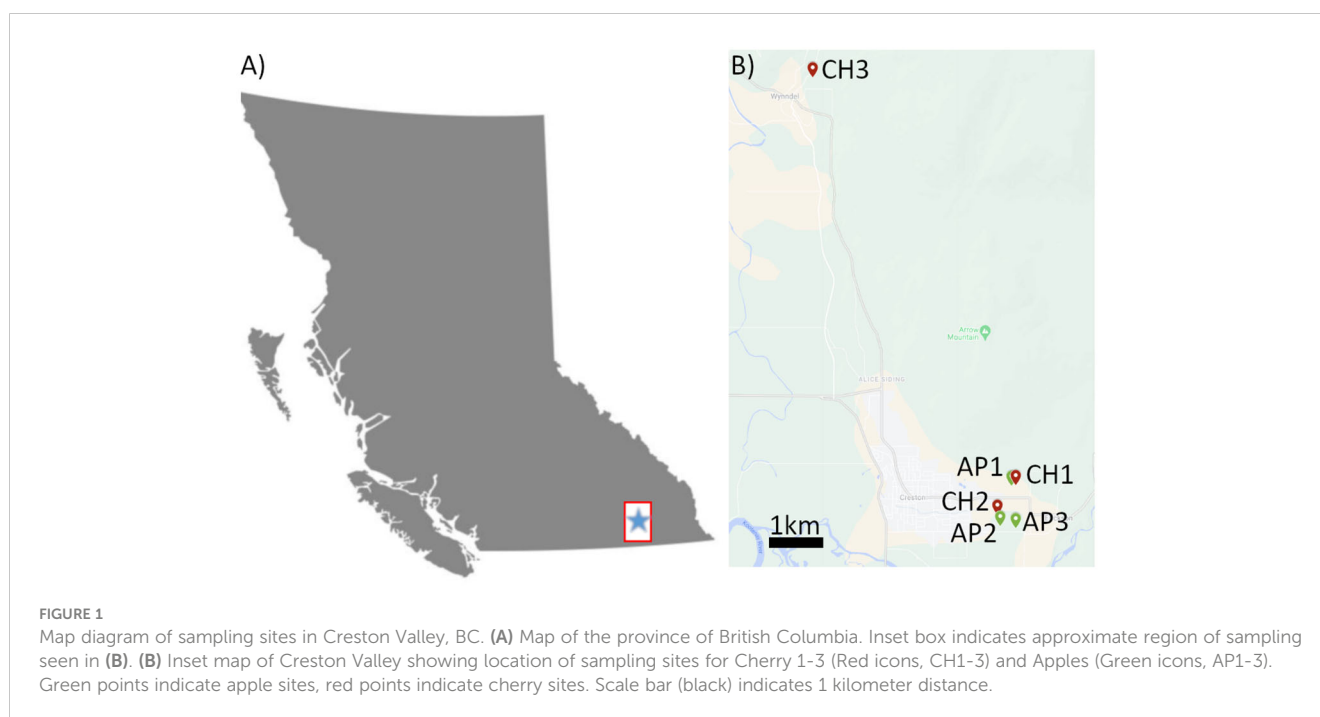 A)
B)
CH3
Wynndel
Arrow
Mountain
ALICE SIDING
AP1
CH1
CH2
Creston
AP2
AP3
1km
FIGURE 1
Map diagram of sampling sites in Creston Valley, BC. (A) Map of the province of British Columbia. Inset box indicates approximate region of sampling
seen in (B). (B) Inset map of Creston Valley showing location of sampling sites for Cherry 1-3 (Red icons, CH1-3) and Apples (Green icons, AP1-3).
Green points indicate apple sites, red points indicate cherry sites. Scale bar (black) indicates 1 kilometer distance.